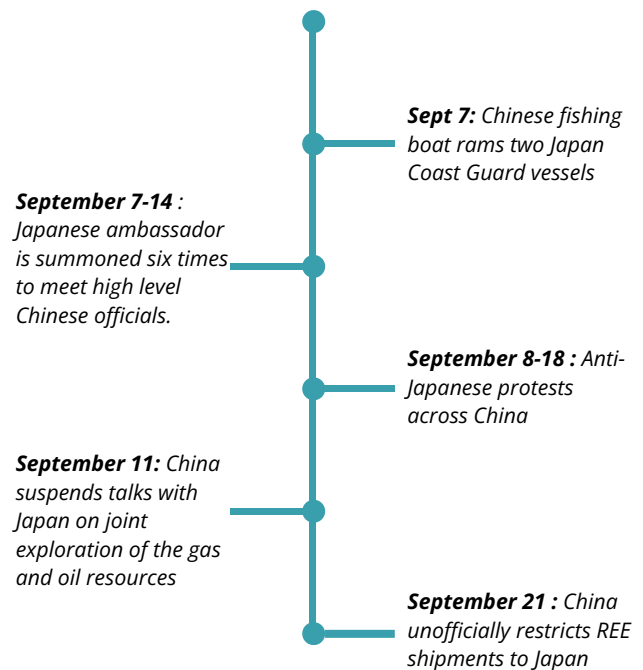 Sept 7: Chinese fishing
boat rams two Japan
Coast Guard vessels
September 7-14 :
Japanese ambassador
is summoned six times
to meet high level
Chinese officials.
September 8-18 : Anti-
Japanese protests
across China
September 11: China
suspends talks with
Japan on joint
exploration of the gas
and oil resources
September 21 : China
unofficially restricts REE
shipments to Japan